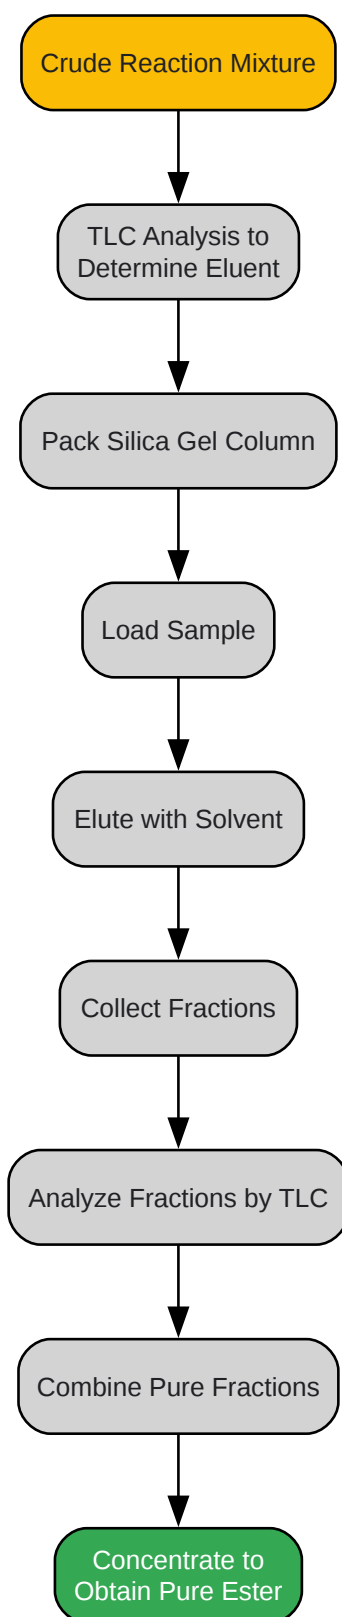 Crude Reaction Mixture
TLC Analysis to
Determine Eluent
Pack Silica Gel Column
Load Sample
Elute with Solvent
Collect Fractions
Analyze Fractions by TLC
Combine Pure Fractions
Concentrate to
Obtain Pure Ester